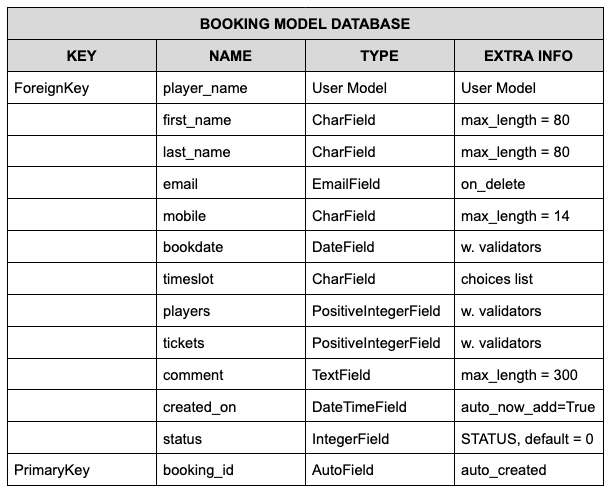 BOOKING MODEL DATABASE
KEY NAME TYPE EXTRA INFO
ForeignKey player_name User Model User Model
first_name CharField max_length = 80
last_name CharField max_length = 80
email EmailField on_delete
mobile CharField max_length = 14
bookdate DateField w. validators
timeslot CharField choices list
players PositiveIntegerField w. validators
tickets PositiveIntegerField w. validators
comment TextField max_length = 300
created_on DateTimeField auto_now_add=True
status IntegerField STATUS, default = 0
PrimaryKey booking_id AutoField auto_created